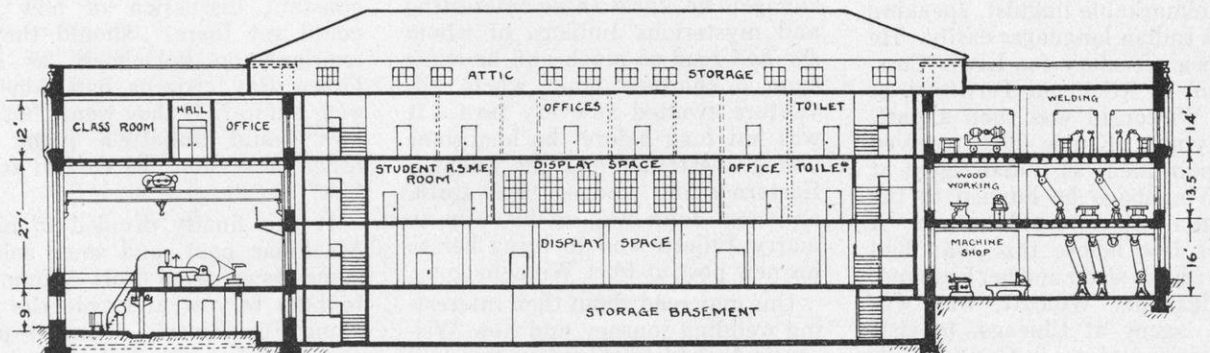 ATTIC STORAGE
CLASS ROOM
HALL
OFFICE
OFFICES
TOILET
WELDING
STUDENT A.S.M.E.
ROOM
DISPLAY SPACE
OFFICE
TOILET
WOOD
WORKING
DISPLAY SPACE
MACHINE
SHOP
STORAGE BASEMENT
12'
27'
9'
14'
13.5'
16'